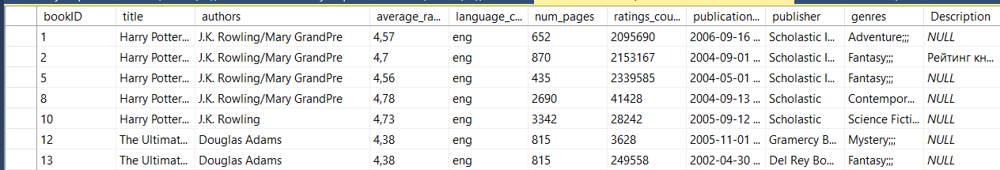 bookID title authors average_ra... language_c... num_pages ratings_cou... publication... publisher genres Description
1 Harry Potter... J.K. Rowling/Mary GrandPre 4,57 eng 652 2095690 2006-09-16 ... Scholastic I... Adventure;;; NULL
2 Harry Potter... J.K. Rowling/Mary GrandPre 4,7 eng 870 2153167 2004-09-01 ... Scholastic I... Fantasy;;; Рейтинг кн...
5 Harry Potter... J.K. Rowling/Mary GrandPre 4,56 eng 435 2339585 2004-05-01 ... Scholastic I... Fantasy;;; NULL
8 Harry Potter... J.K. Rowling/Mary GrandPre 4,78 eng 2690 41428 2004-09-13 ... Scholastic Contempor... NULL
10 Harry Potter... J.K. Rowling 4,73 eng 3342 28242 2005-09-12 ... Scholastic Science Ficti... NULL
12 The Ultimat... Douglas Adams 4,38 eng 815 3628 2005-11-01 ... Gramercy B... Mystery;;; NULL
13 The Ultimat... Douglas Adams 4,38 eng 815 249558 2002-04-30 ... Del Rey Bo... Fantasy;;; NULL